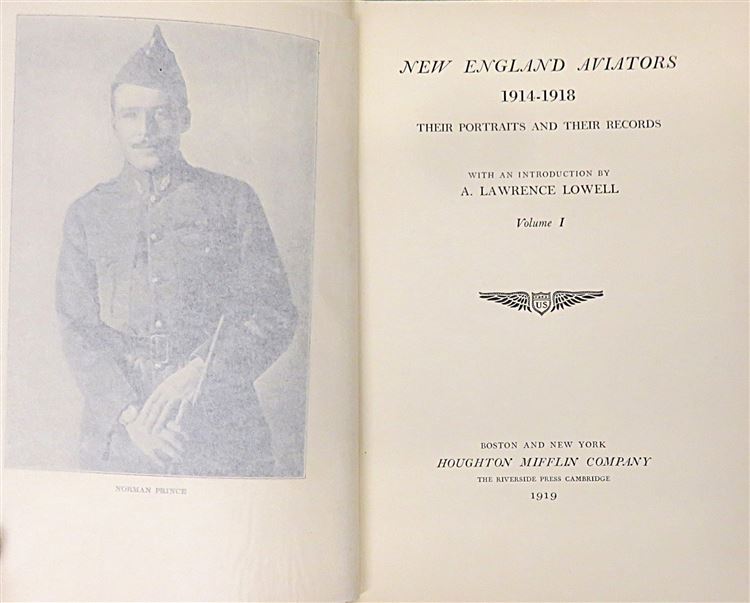 NORMAN PRINCE
NEW ENGLAND AVIATORS
1914-1918
THEIR PORTRAITS AND THEIR RECORDS
WITH AN INTRODUCTION BY
A. LAWRENCE LOWELL
Volume I
US
BOSTON AND NEW YORK
HOUGHTON MIFFLIN COMPANY
THE RIVERSIDE PRESS CAMBRIDGE
1919